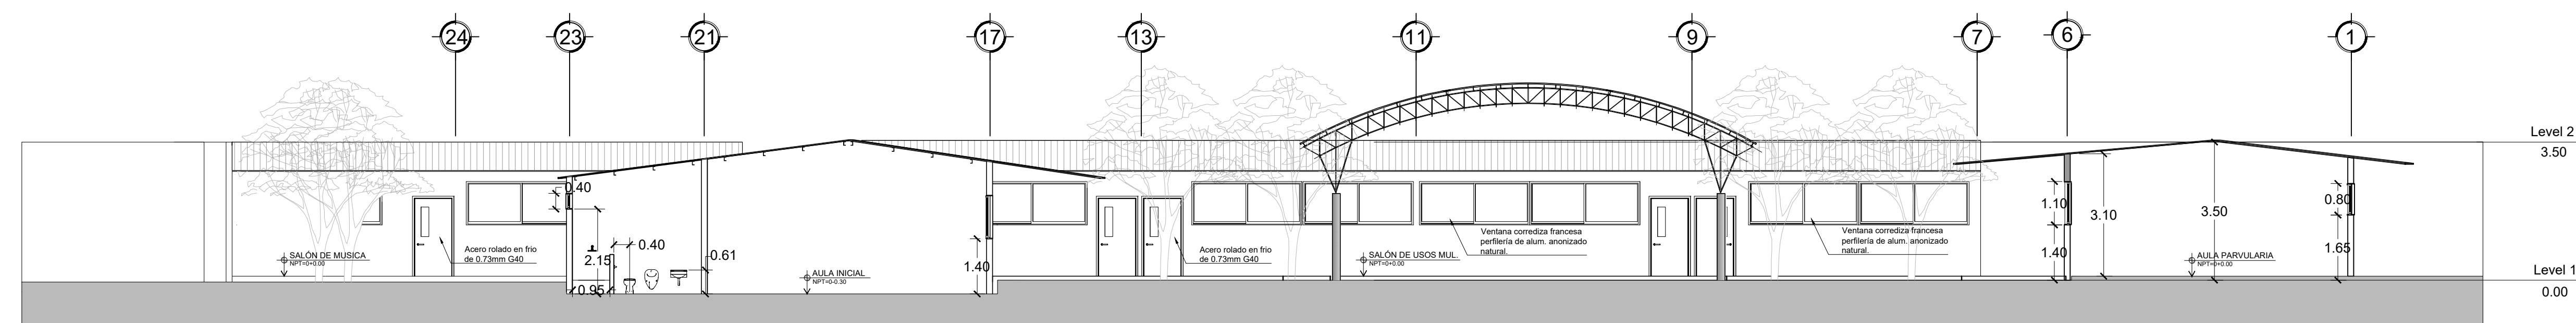 24
23
21
17
13
11
9
7
6
1
Level 2
3.50
0.40
1.10
3.10
3.50
0.80
Acero rolado en frio
de 0.73mm G40
0.40
2.15
0.61
1.40
Acero rolado en frio
de 0.73mm G40
Ventana corrediza francesa
perfilería de alum. anonizado
natural.
Ventana corrediza francesa
perfilería de alum. anonizado
natural.
1.40
1.65
SALÓN DE MUSICA
NPT=0+0.00
0.95
AULA INICIAL
NPT=0-0.30
SALÓN DE USOS MUL.
NPT=0+0.00
AULA PARVULARIA
NPT=0+0.00
Level 1
0.00